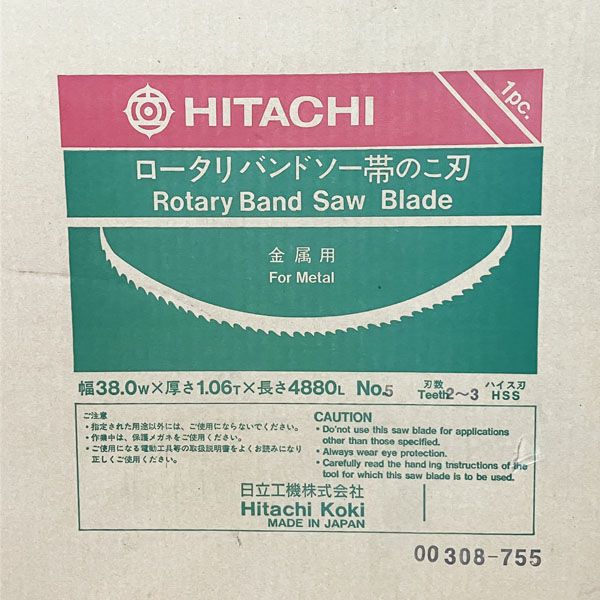 HITACHI
1pc.
ロータリバンドソー帯のこ刃
Rotary Band Saw Blade
金属用
For Metal
幅38.0W×厚さ1.06T×長さ4880L No.5 刃数 Teeth2〜3 ハイス刃 HSS
ご注意
・指定された用途以外には、ご使用にならないでください。
・作業中は、保護メガネをご使用ください。
・ご使用になる電動工具等の取扱説明書をよくお読みになり
正しくご使用ください。
CAUTION
• Do not use this saw blade for applications
other than those specified.
• Always wear eye protection.
• Carefully read the handling Instructions of the
tool for which this saw blade is to be used.
日立工機株式会社
Hitachi Koki
MADE IN JAPAN
00 308-755